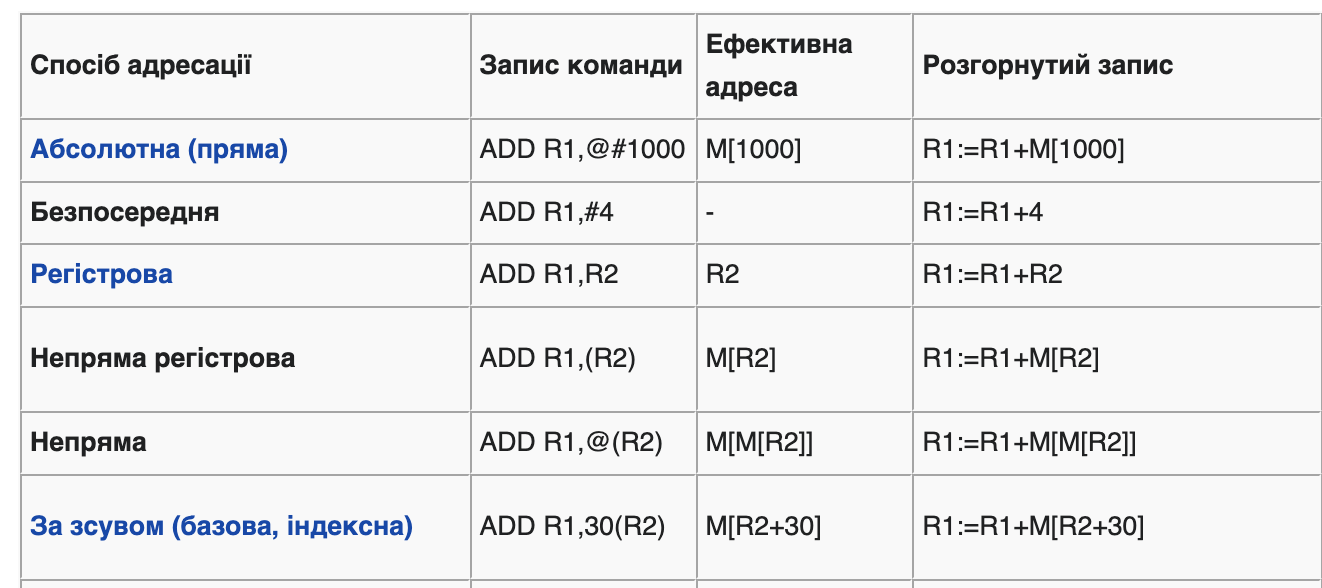 Спосіб адресації Запис команди Ефективна адреса Розгорнутий запис
Абсолютна (пряма) ADD R1,@#1000 M[1000] R1:=R1+M[1000]
Безпосередня ADD R1,#4 - R1:=R1+4
Регістрова ADD R1,R2 R2 R1:=R1+R2
Непряма регістрова ADD R1,(R2) M[R2] R1:=R1+M[R2]
Непряма ADD R1,@(R2) M[M[R2]] R1:=R1+M[M[R2]]
За зсувом (базова, індексна) ADD R1,30(R2) M[R2+30] R1:=R1+M[R2+30]